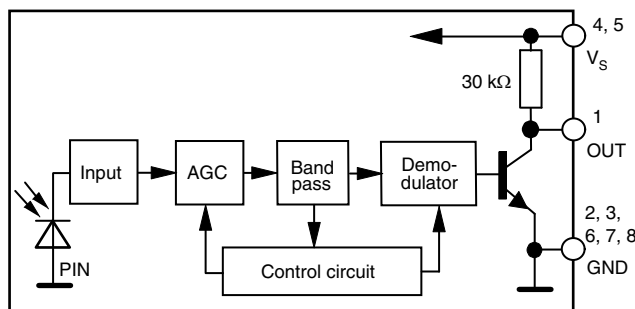 4, 5
V_S
30 kΩ
1
OUT
Input
AGC
Band
pass
Demo-
dulator
2, 3,
6, 7, 8
GND
PIN
Control circuit